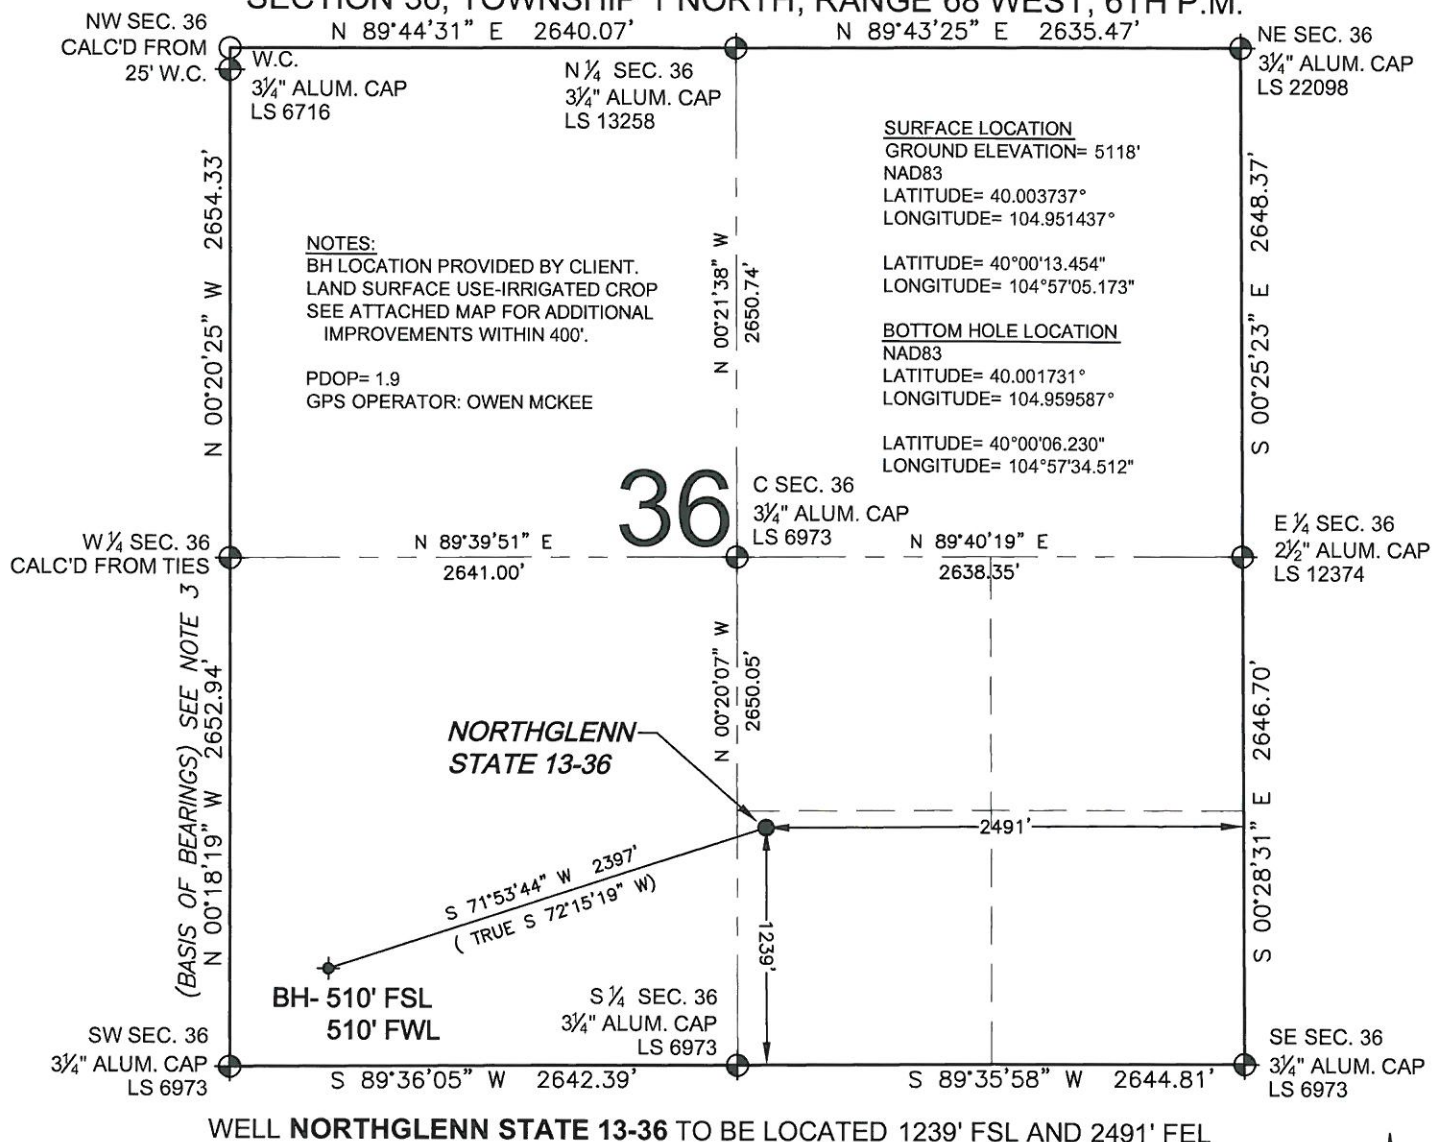 SECTION 36, TOWNSHIP 1 NORTH, RANGE 68 WEST, 6TH P.M.
NW SEC. 36
CALC'D FROM
25' W.C.
N 89°44'31" E 2640.07'
N 89°43'25" E 2635.47'
NE SEC. 36
3¼" ALUM. CAP
LS 22098
W.C.
3¼" ALUM. CAP
LS 6716
N ¼ SEC. 36
3¼" ALUM. CAP
LS 13258
SURFACE LOCATION
GROUND ELEVATION= 5118'
NAD83
LATITUDE= 40.003737°
LONGITUDE= 104.951437°
LATITUDE= 40°00'13.454"
LONGITUDE= 104°57'05.173"
BOTTOM HOLE LOCATION
NAD83
LATITUDE= 40.001731°
LONGITUDE= 104.959587°
LATITUDE= 40°00'06.230"
LONGITUDE= 104°57'34.512"
N 00°20'25" W 2654.33'
NOTES:
BH LOCATION PROVIDED BY CLIENT.
LAND SURFACE USE-IRRIGATED CROP
SEE ATTACHED MAP FOR ADDITIONAL
IMPROVEMENTS WITHIN 400'.
PDOP= 1.9
GPS OPERATOR: OWEN MCKEE
N 00°21'38" W
2650.74'
S 00°25'23" E 2648.37'
36
C SEC. 36
3¼" ALUM. CAP
LS 6973
W ¼ SEC. 36
CALC'D FROM TIES
N 89°39'51" E
2641.00'
N 89°40'19" E
2638.35'
E ¼ SEC. 36
2½" ALUM. CAP
LS 12374
(BASIS OF BEARINGS) SEE NOTE 3
N 00°18'19" W 2652.94'
N 00°20'07" W
2650.05'
S 00°28'31" E 2646.70'
NORTHGLENN
STATE 13-36
2491'
1239'
S 71°53'44" W 2397'
( TRUE S 72°15'19" W)
BH- 510' FSL
510' FWL
S ¼ SEC. 36
3¼" ALUM. CAP
LS 6973
SW SEC. 36
3¼" ALUM. CAP
LS 6973
SE SEC. 36
3¼" ALUM. CAP
LS 6973
S 89°36'05" W 2642.39'
S 89°35'58" W 2644.81'
WELL NORTHGLENN STATE 13-36 TO BE LOCATED 1239' FSL AND 2491' FEL